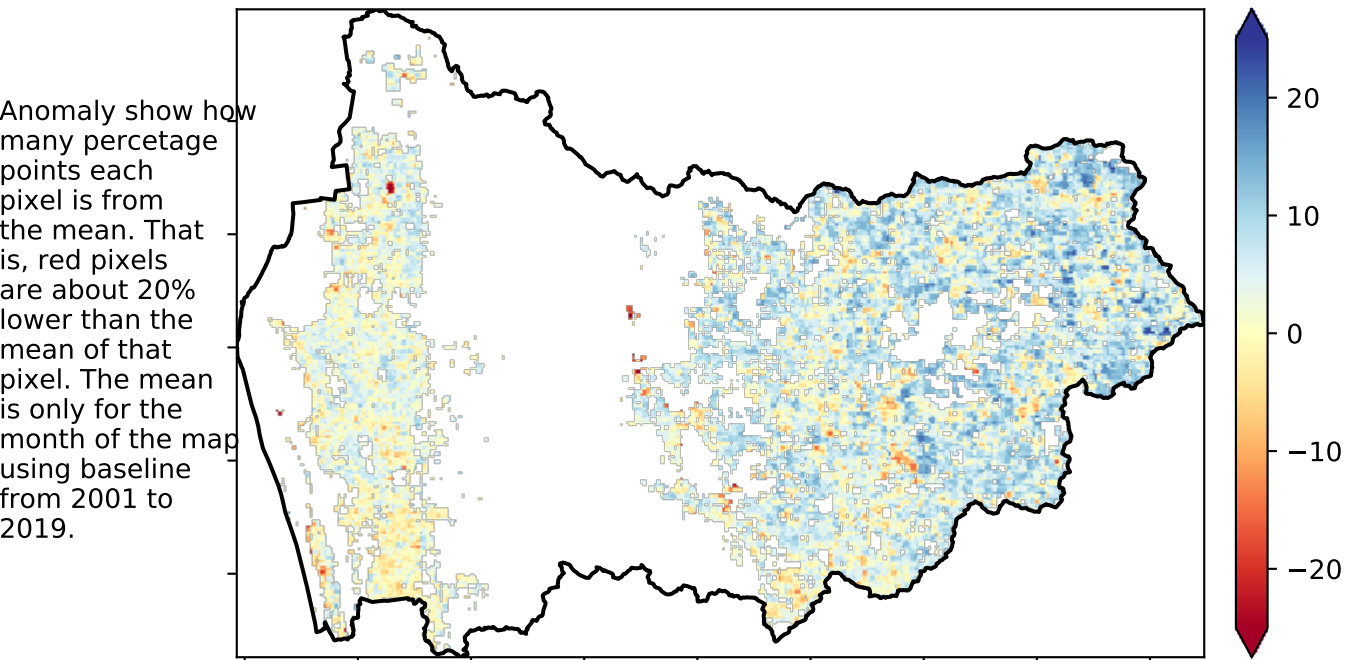 Anomaly show how
many percetage
points each
pixel is from
the mean. That
is, red pixels
are about 20%
lower than the
mean of that
pixel. The mean
is only for the
month of the map
using baseline
from 2001 to
2019.
20
10
0
−10
−20